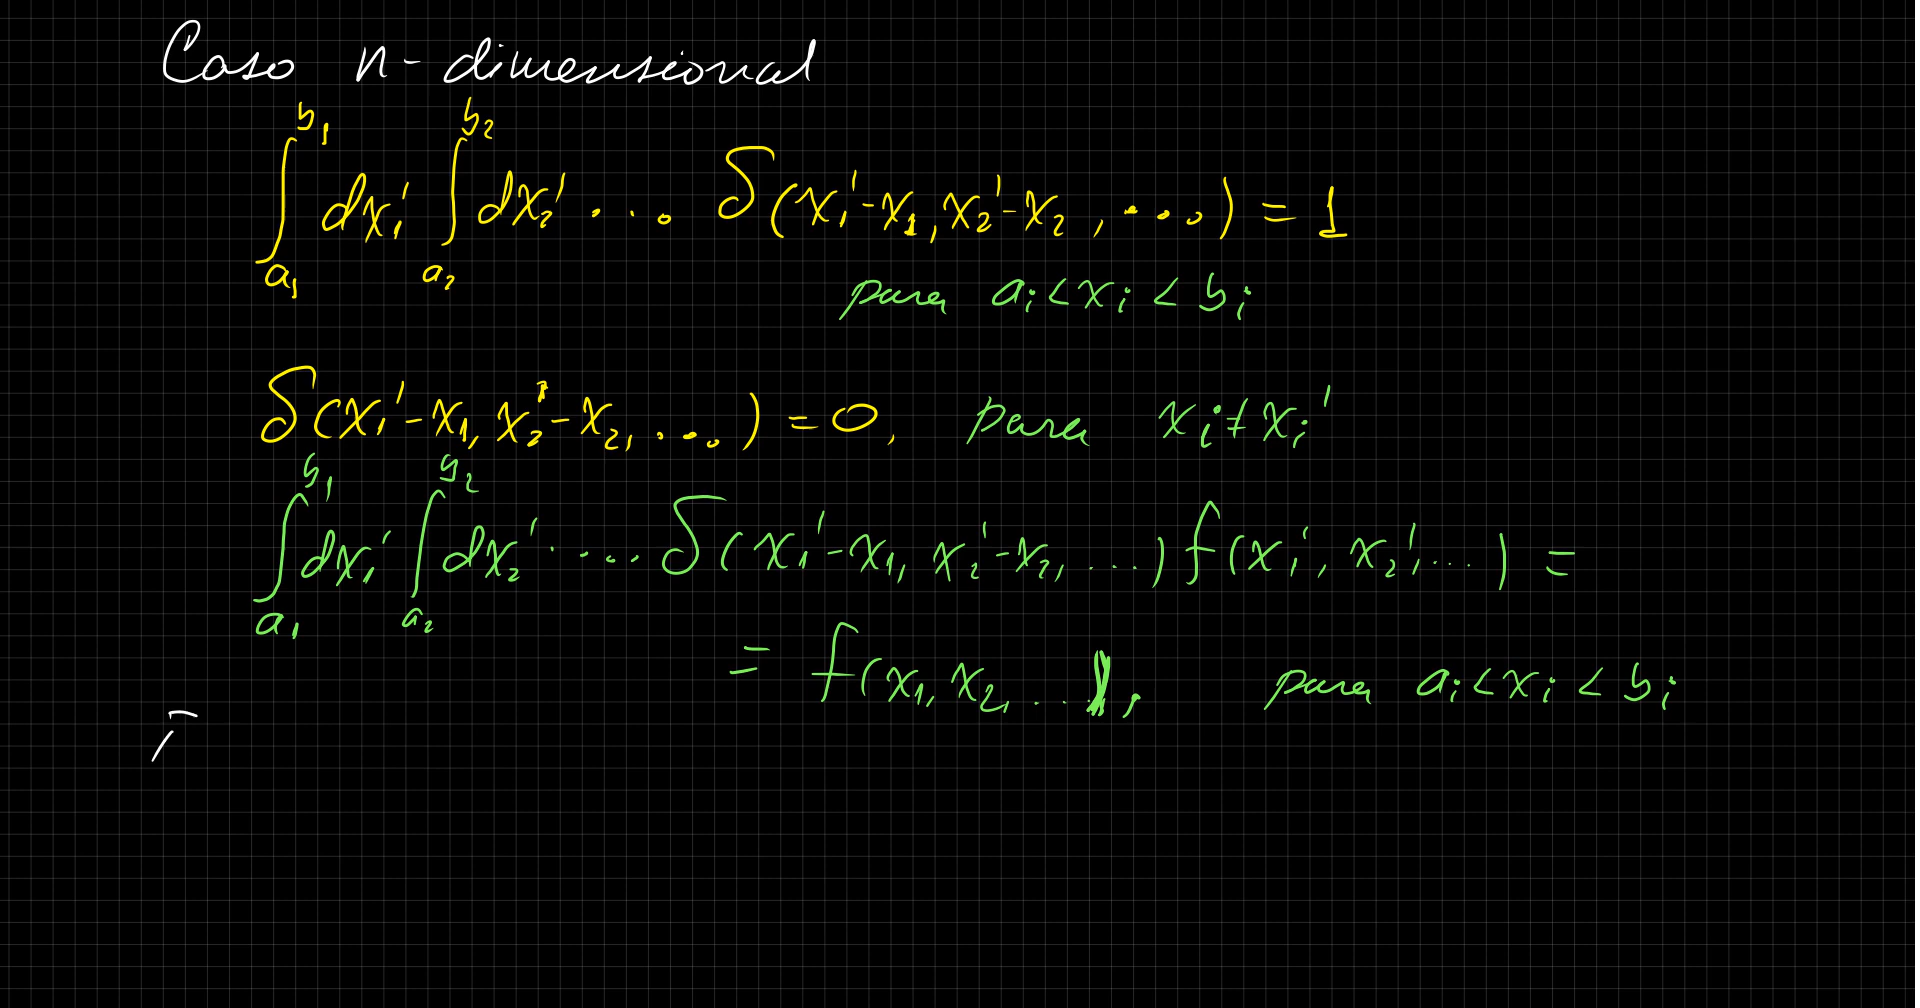 Caso n-dimensional
∫_{a₁}^{b₁} dx₁' ∫_{a₂}^{b₂} dx₂' ... δ(x₁'-x₁, x₂'-x₂, ...) = 1
para aᵢ < xᵢ < bᵢ
δ(x₁'-x₁, x₂'-x₂, ...) = 0, para xᵢ ≠ xᵢ'
∫_{a₁}^{b₁} dx₁' ∫_{a₂}^{b₂} dx₂' ... δ(x₁'-x₁, x₂'-x₂, ...) f(x₁', x₂', ...) =
= f(x₁, x₂, ...), para aᵢ < xᵢ < bᵢ